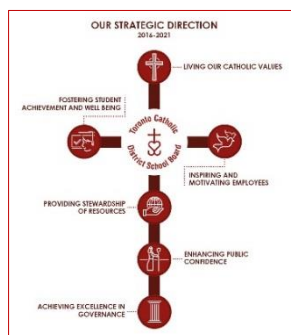 OUR STRATEGIC DIRECTION
2016-2021
LIVING OUR CATHOLIC VALUES
FOSTERING STUDENT
ACHIEVEMENT AND WELL BEING
Toronto Catholic
District School Board
INSPIRING AND
MOTIVATING EMPLOYEES
PROVIDING STEWARDSHIP
OF RESOURCES
ENHANCING PUBLIC
CONFIDENCE
ACHIEVING EXCELLENCE IN
GOVERNANCE